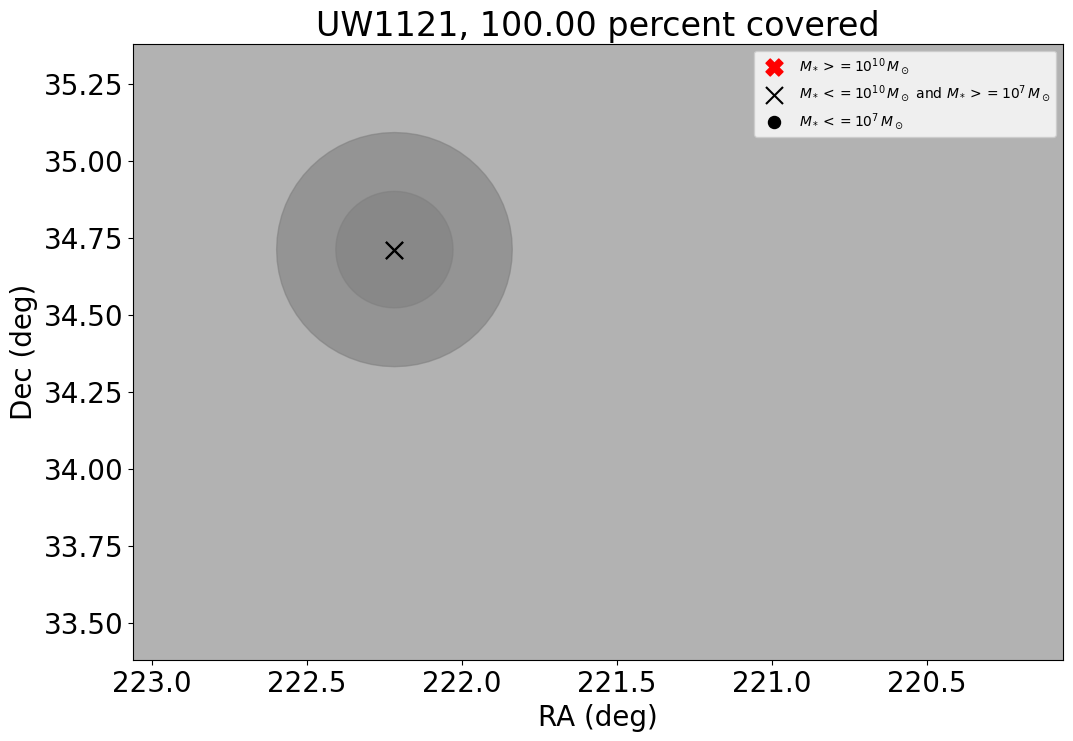 UW1121, 100.00 percent covered
M* >= 10^10 M⊙
M* <= 10^10 M⊙ and M* >= 10^7 M⊙
M* <= 10^7 M⊙
35.25
35.00
34.75
34.50
34.25
34.00
33.75
33.50
Dec (deg)
223.0 222.5 222.0 221.5 221.0 220.5
RA (deg)